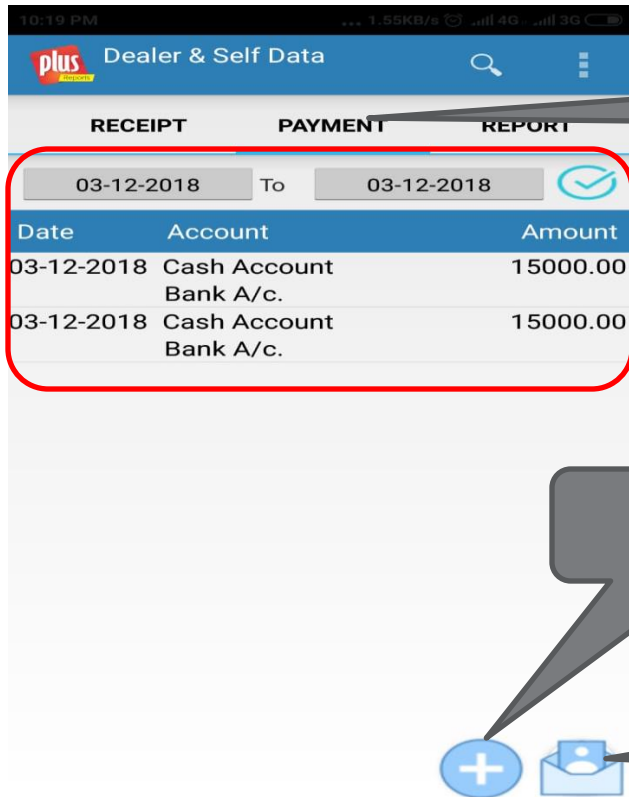 10:19 PM ... 1.55KB/s 4G 3G
plus Dealer & Self Data
Reports
RECEIPT PAYMENT REPORT
03-12-2018 To 03-12-2018
Date Account Amount
03-12-2018 Cash Account 15000.00
Bank A/c.
03-12-2018 Cash Account 15000.00
Bank A/c.